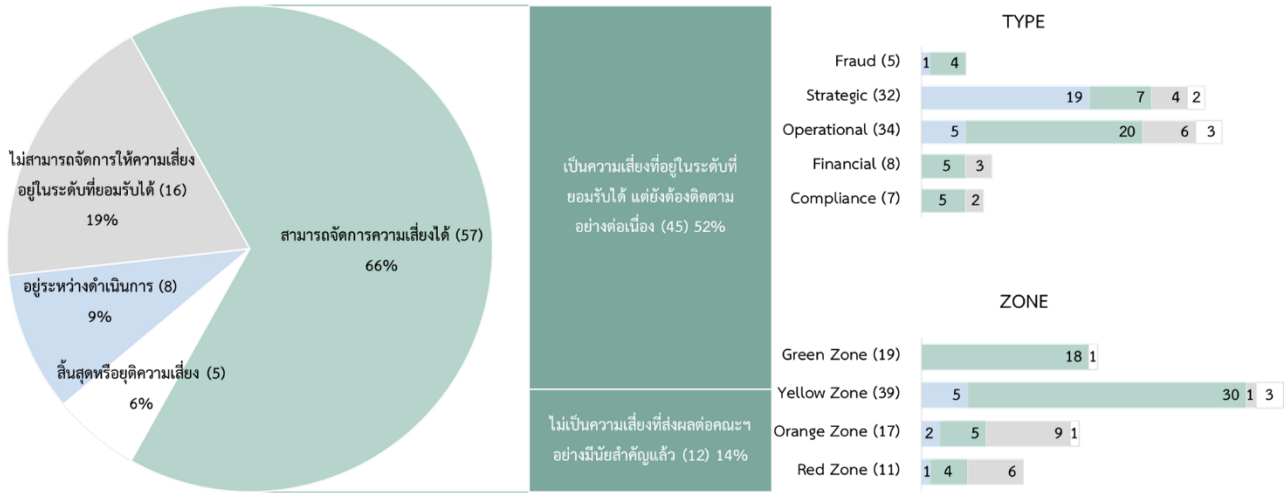 ไม่สามารถจัดการให้ความเสี่ยง
อยู่ในระดับที่ยอมรับได้ (16)
19%
อยู่ระหว่างดำเนินการ (8)
9%
สิ้นสุดหรือยุติความเสี่ยง (5)
6%
สามารถจัดการความเสี่ยงได้ (57)
66%
เป็นความเสี่ยงที่อยู่ในระดับที่
ยอมรับได้ แต่ยังต้องติดตาม
อย่างต่อเนื่อง (45) 52%
ไม่เป็นความเสี่ยงที่ส่งผลต่อคณะฯ
อย่างมีนัยสำคัญแล้ว (12) 14%
TYPE
Fraud (5) 1 4
Strategic (32) 19 7 4 2
Operational (34) 5 20 6 3
Financial (8) 5 3
Compliance (7) 5 2
ZONE
Green Zone (19) 18 1
Yellow Zone (39) 5 30 1 3
Orange Zone (17) 2 5 9 1
Red Zone (11) 1 4 6